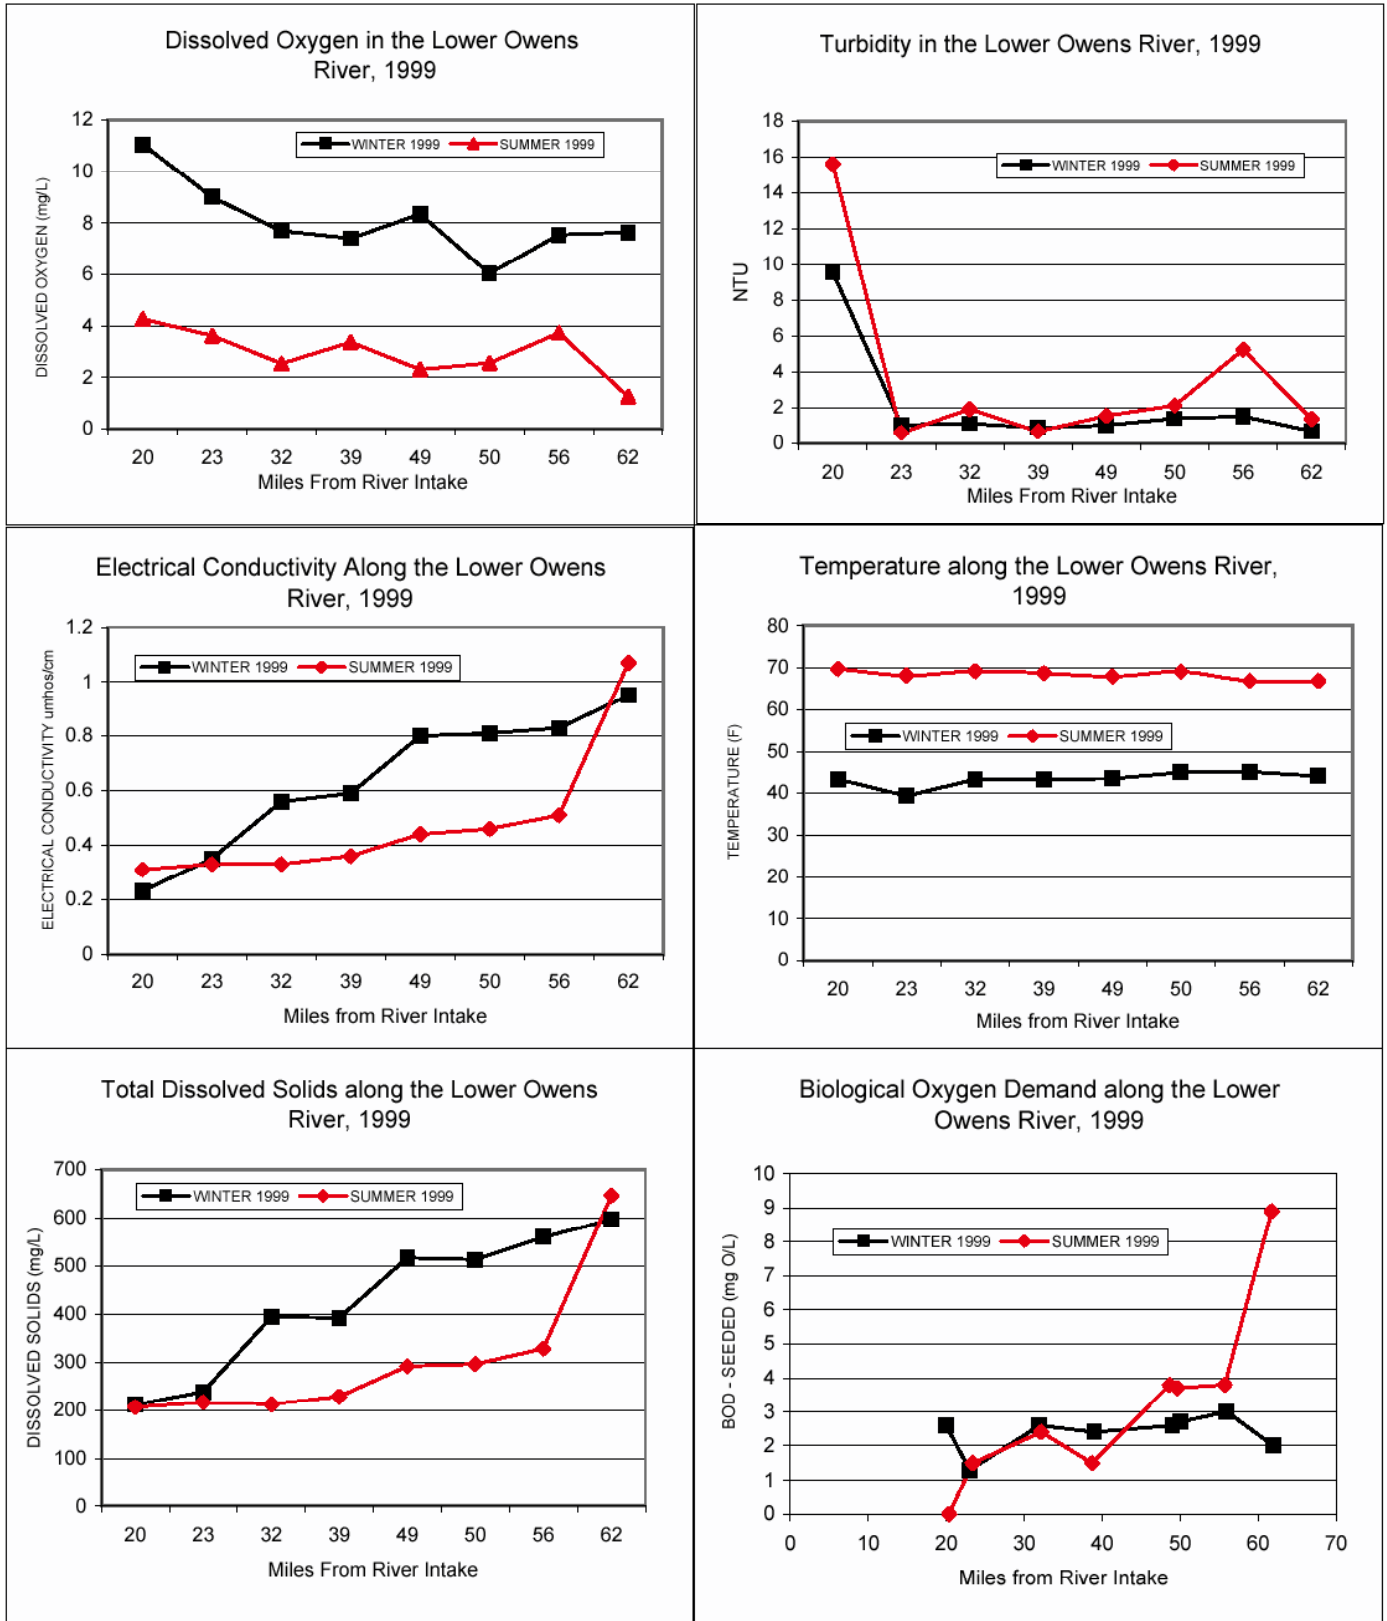 Dissolved Oxygen in the Lower Owens
River, 1999
DISSOLVED OXYGEN (mg/L)
12
10
8
6
4
2
0
WINTER 1999 SUMMER 1999
20 23 32 39 49 50 56 62
Miles From River Intake
Turbidity in the Lower Owens River, 1999
NTU
18
16
14
12
10
8
6
4
2
0
WINTER 1999 SUMMER 1999
20 23 32 39 49 50 56 62
Miles From River Intake
Electrical Conductivity Along the Lower Owens
River, 1999
ELECTRICAL CONDUCTIVITY umhos/cm
1.2
1
0.8
0.6
0.4
0.2
0
WINTER 1999 SUMMER 1999
20 23 32 39 49 50 56 62
Miles from River Intake
Temperature along the Lower Owens River,
1999
TEMPERATURE (F)
80
70
60
50
40
30
20
10
0
WINTER 1999 SUMMER 1999
20 23 32 39 49 50 56 62
Miles from River Intake
Total Dissolved Solids along the Lower Owens
River, 1999
DISSOLVED SOLIDS (mg/L)
700
600
500
400
300
200
100
0
WINTER 1999 SUMMER 1999
20 23 32 39 49 50 56 62
Miles From River Intake
Biological Oxygen Demand along the Lower
Owens River, 1999
BOD - SEEDED (mg O/L)
10
9
8
7
6
5
4
3
2
1
0
WINTER 1999 SUMMER 1999
0 10 20 30 40 50 60 70
Miles from River Intake